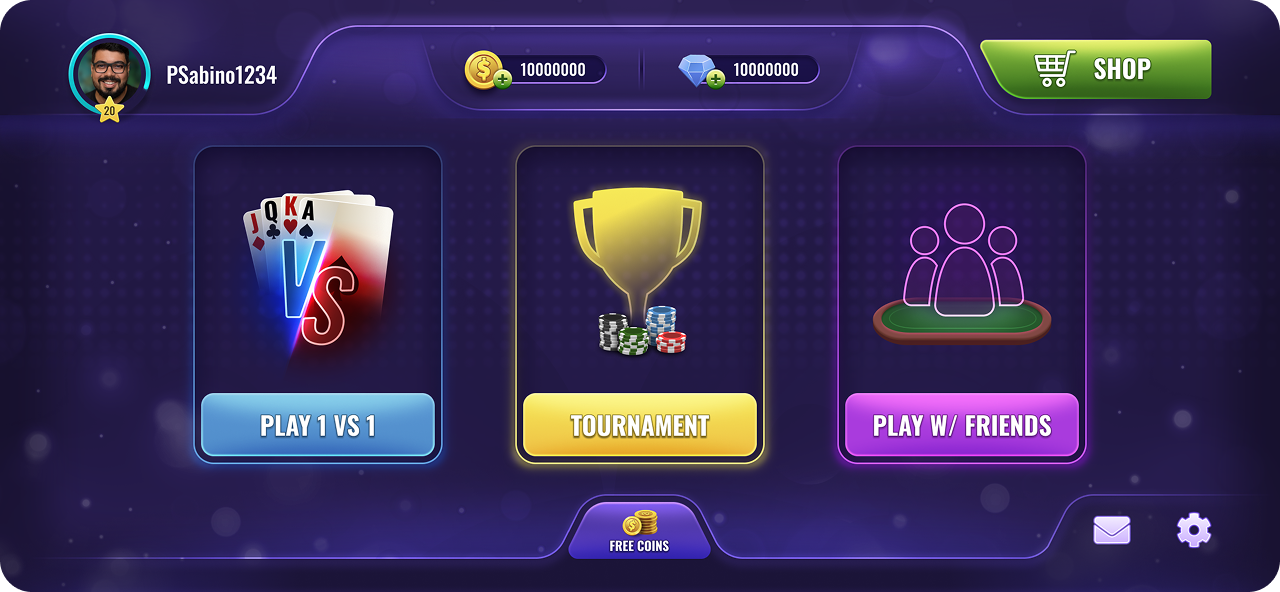 PSabino1234
20
10000000
10000000
SHOP
J Q K A
VS
PLAY 1 VS 1
TOURNAMENT
PLAY W/ FRIENDS
FREE COINS